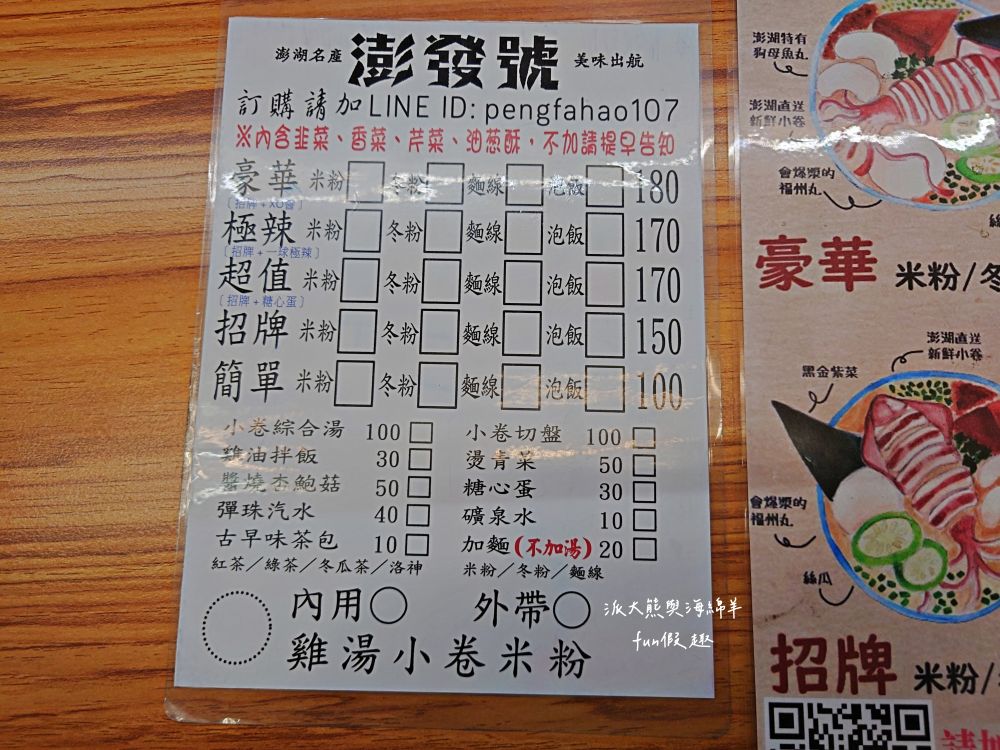 澎湖名產 澎發號 美味出航
訂購請加LINE ID: pengfahao107
※內含韭菜、香菜、芹菜、油蔥酥，不加請提早告知
豪華 米粉 冬粉 麵線 泡飯 180
〔招牌+XO醬〕
極辣 米粉 冬粉 麵線 泡飯 170
〔招牌+一球極辣〕
超值 米粉 冬粉 麵線 泡飯 170
〔招牌+糖心蛋〕
招牌 米粉 冬粉 麵線 泡飯 150
簡單 米粉 冬粉 麵線 泡飯 100
小卷綜合湯 100 小卷切盤 100
雞油拌飯 30 燙青菜 50
醬燒杏鮑菇 50 糖心蛋 30
彈珠汽水 40 礦泉水 10
古早味茶包 10 加麵(不加湯) 20
紅茶／綠茶／冬瓜茶／洛神 米粉／冬粉／麵線
內用 外帶
雞湯小卷米粉
派大熊與海綿羊
fun假趣
澎湖特有
狗母魚丸
澎湖直送
新鮮小卷
會爆漿的
福州丸
豪華 米粉/冬
澎湖直送
新鮮小卷
黑金紫菜
會爆漿的
福州丸
絲瓜
招牌 米粉/